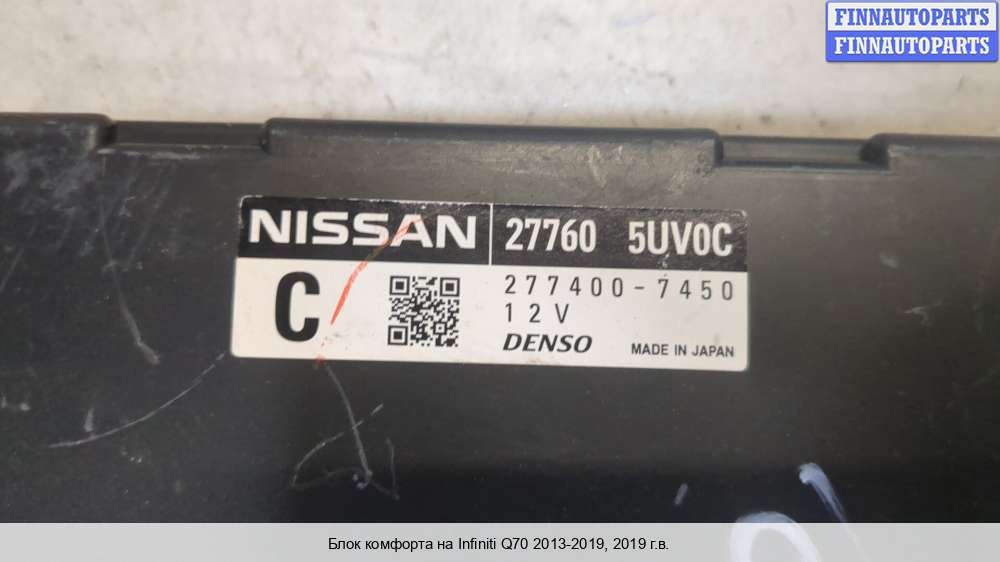 FINNAUTOPARTS
FINNAUTOPARTS
NISSAN 27760 5UV0C
C 277400-7450
12V
DENSO MADE IN JAPAN
Блок комфорта на Infiniti Q70 2013-2019, 2019 г.в.